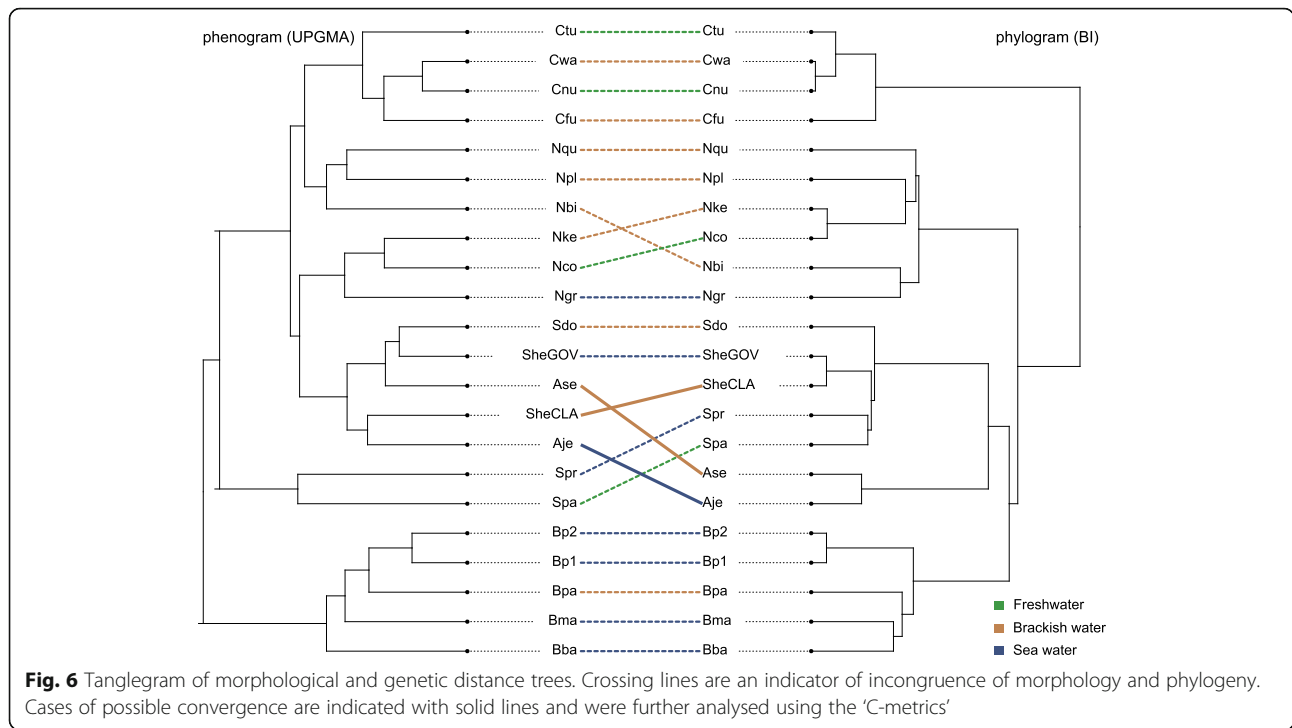 phenogram (UPGMA)
phylogram (BI)
Ctu Ctu
Cwa Cwa
Cnu Cnu
Cfu Cfu
Nqu Nqu
Npl Npl
Nbi Nke
Nke Nco
Nco Nbi
Ngr Ngr
Sdo Sdo
SheGOV SheGOV
Ase SheCLA
SheCLA Spr
Aje Spa
Spr Ase
Spa Aje
Bp2 Bp2
Bp1 Bp1
Bpa Bpa
Bma Bma
Bba Bba
Freshwater
Brackish water
Sea water
Fig. 6 Tanglegram of morphological and genetic distance trees. Crossing lines are an indicator of incongruence of morphology and phylogeny.
Cases of possible convergence are indicated with solid lines and were further analysed using the ‘C-metrics’